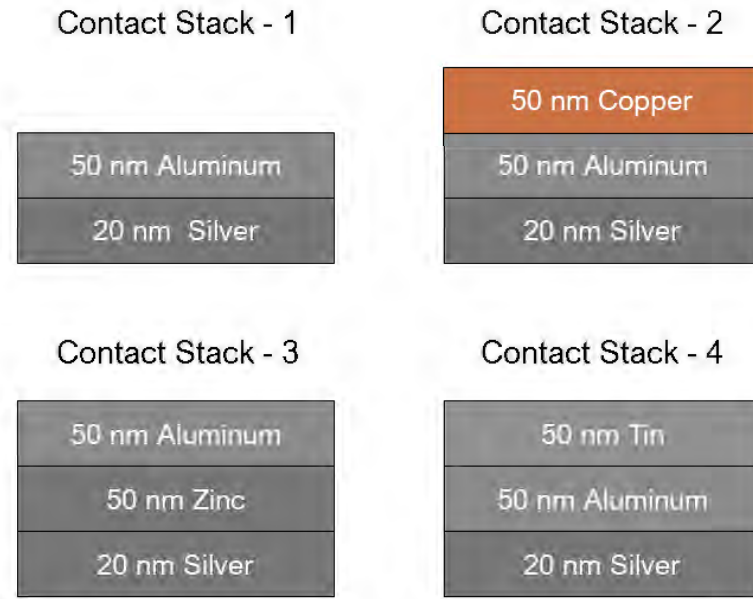 Contact Stack - 1
50 nm Aluminum
20 nm Silver
Contact Stack - 2
50 nm Copper
50 nm Aluminum
20 nm Silver
Contact Stack - 3
50 nm Aluminum
50 nm Zinc
20 nm Silver
Contact Stack - 4
50 nm Tin
50 nm Aluminum
20 nm Silver